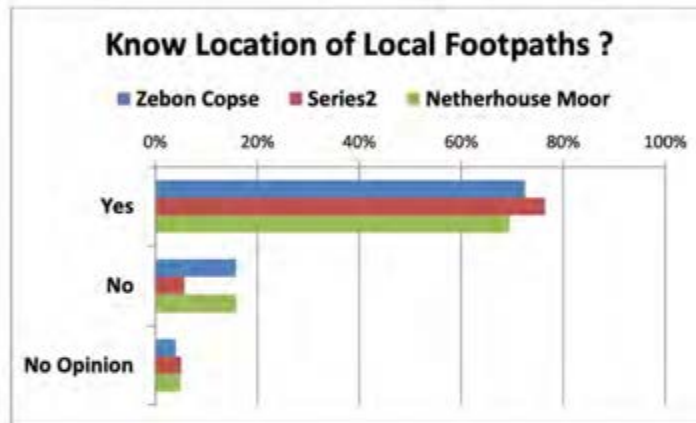 Know Location of Local Footpaths ?
Zebon Copse Series2 Netherhouse Moor
0% 20% 40% 60% 80% 100%
Yes
No
No Opinion